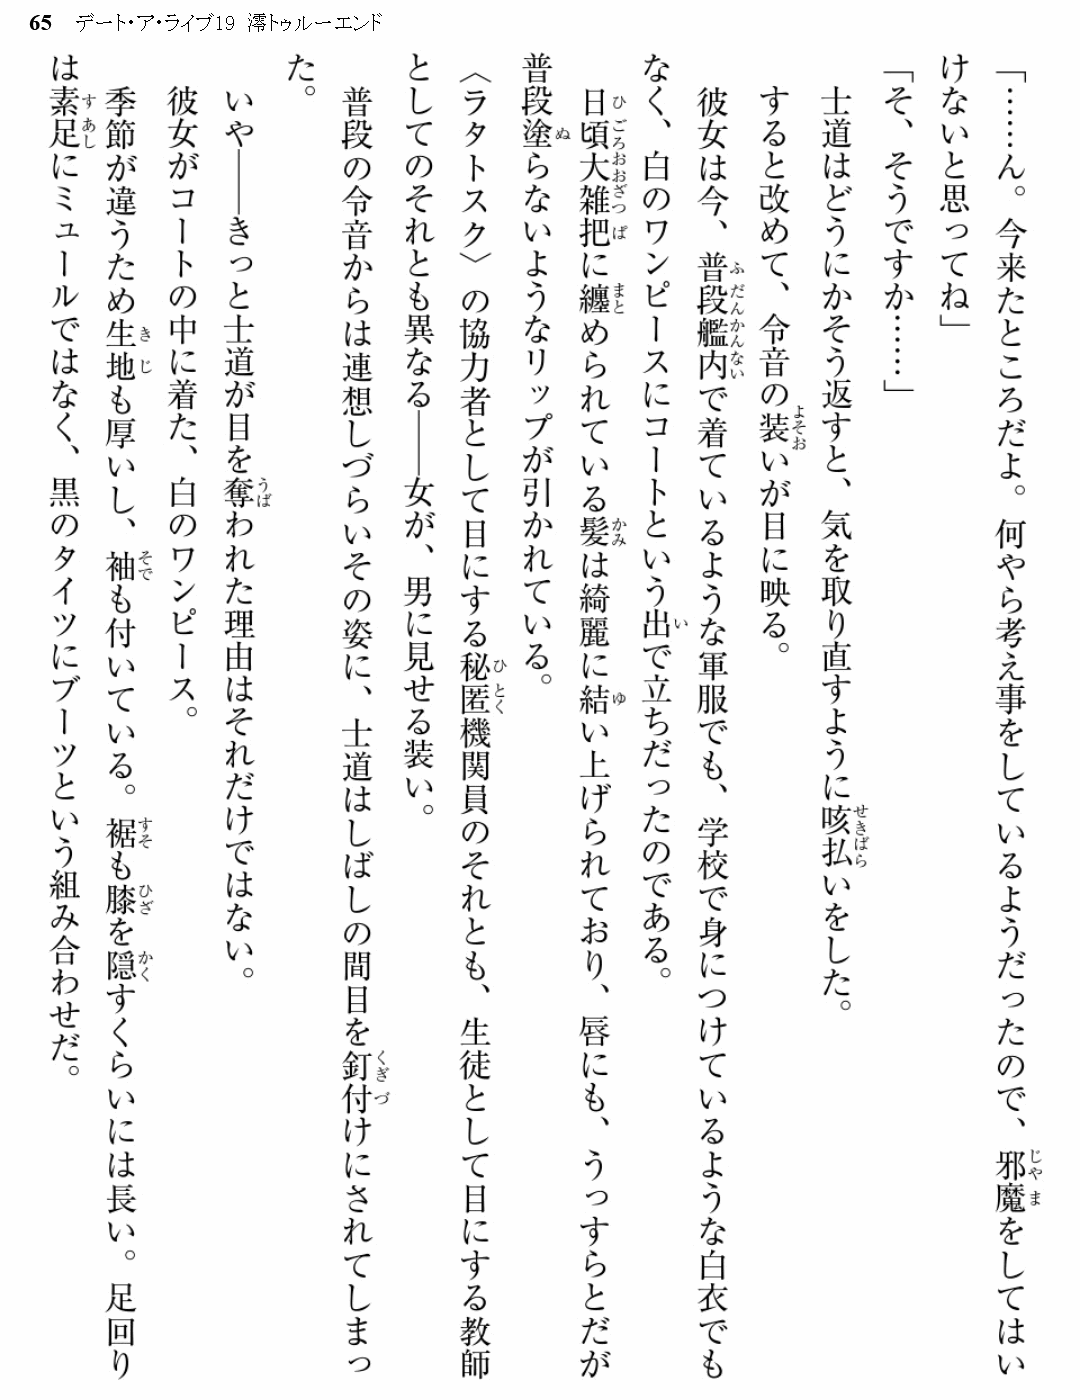 65 デート・ア・ライブ19 澪トゥルーエンド
「……ん。今来たところだよ。何やら考え事をしているようだったので、邪魔をしてはい
けないと思ってね」
「そ、そうですか……」
士道はどうにかそう返すと、気を取り直すように咳払いをした。
すると改めて、令音の装いが目に映る。
彼女は今、普段艦内で着ているような軍服でも、学校で身につけているような白衣でも
なく、白のワンピースにコートという出で立ちだったのである。
日頃大雑把に纏められている髪は綺麗に結い上げられており、唇にも、うっすらとだが
普段塗らないようなリップが引かれている。
〈ラタトスク〉の協力者として目にする秘匿機関員のそれとも、生徒として目にする教師
としてのそれとも異なる――女が、男に見せる装い。
普段の令音からは連想しづらいその姿に、士道はしばしの間目を釘付けにされてしまっ
た。
いや――きっと士道が目を奪われた理由はそれだけではない。
彼女がコートの中に着た、白のワンピース。
季節が違うため生地も厚いし、袖も付いている。裾も膝を隠すくらいには長い。足回り
は素足にミュールではなく、黒のタイツにブーツという組み合わせだ。